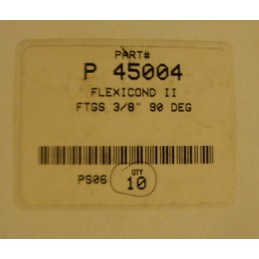 PART#
P 45004
FLEXICOND II
FTGS 3/8" 90 DEG
PS06 QTY 10